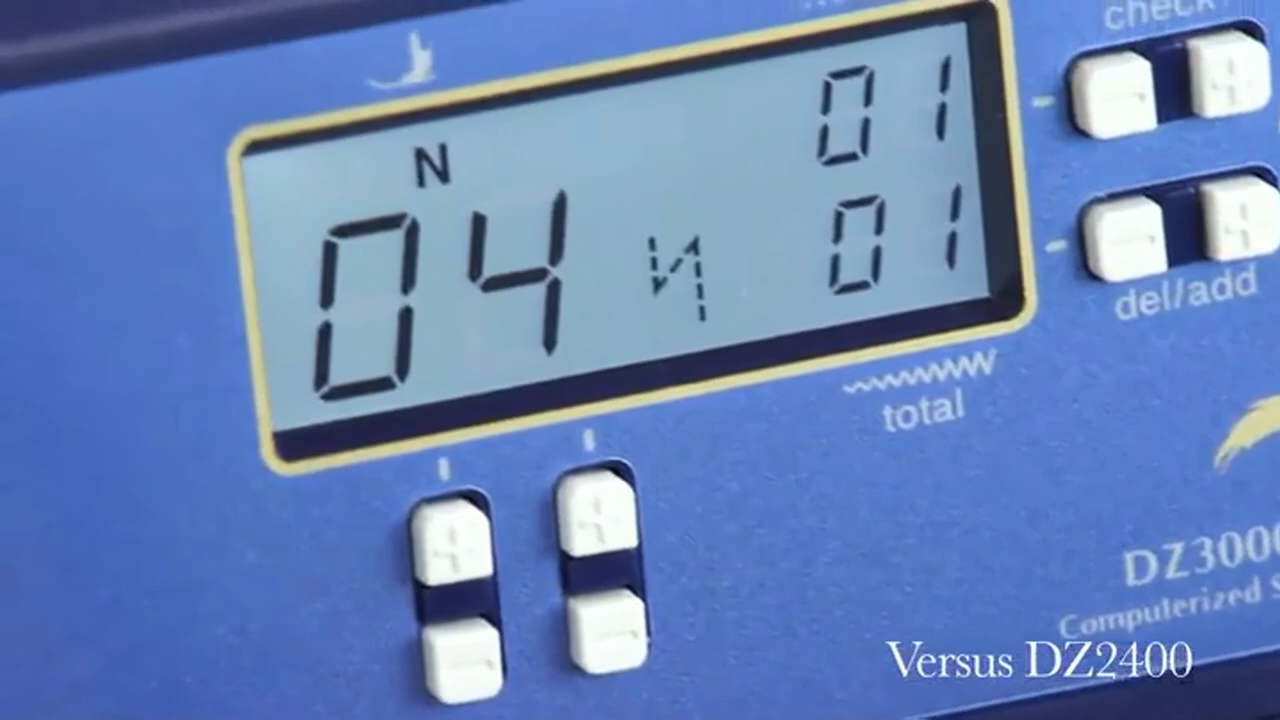 check
N
01
04 01
del/add
total
DZ3000
Computerized S
Versus DZ2400